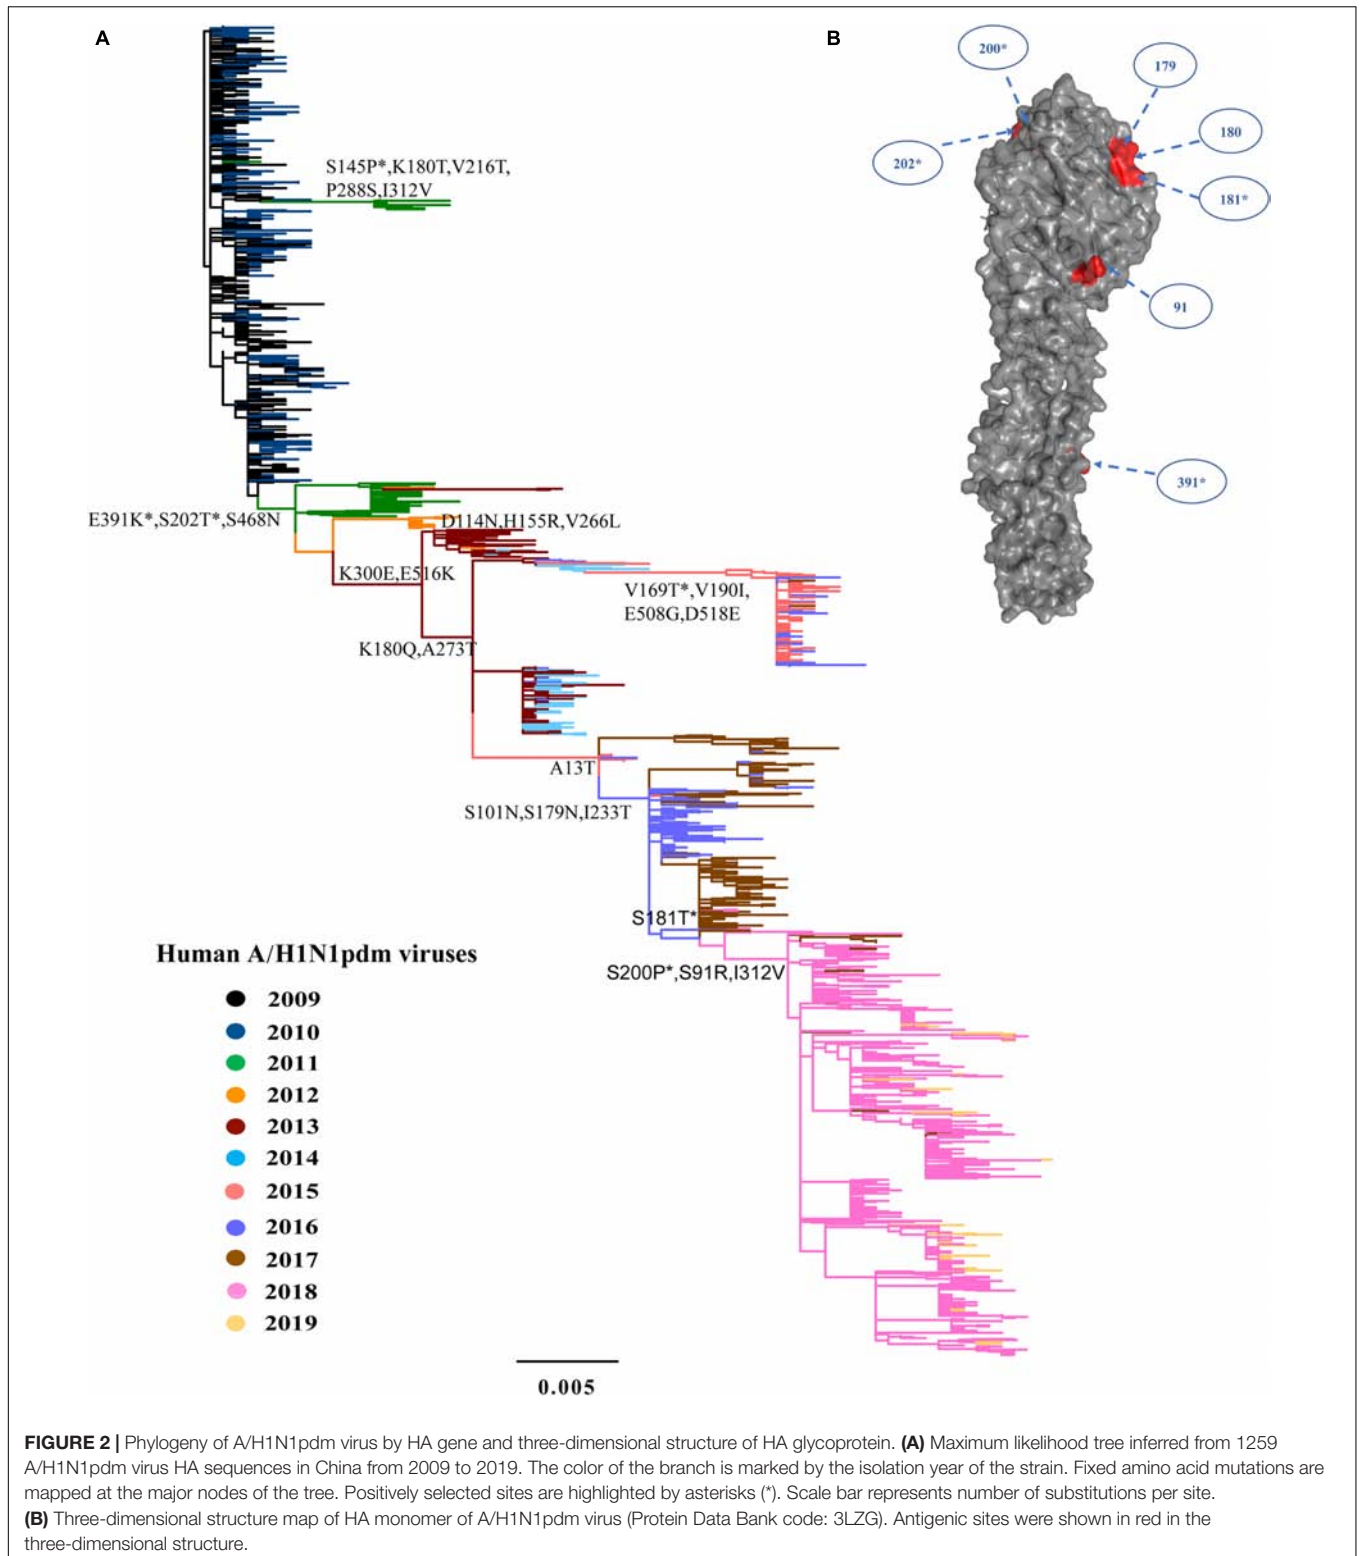 A
B
200*
179
180
202*
181*
91
391*
S145P*,K180T,V216T,
P288S,I312V
E391K*,S202T*,S468N
D114N,H155R,V266L
K300E,E516K
V169T*,V190I,
E508G,D518E
K180Q,A273T
A13T
S101N,S179N,I233T
S181T*
S200P*,S91R,I312V
Human A/H1N1pdm viruses
2009
2010
2011
2012
2013
2014
2015
2016
2017
2018
2019
0.005
FIGURE 2 | Phylogeny of A/H1N1pdm virus by HA gene and three-dimensional structure of HA glycoprotein. (A) Maximum likelihood tree inferred from 1259
A/H1N1pdm virus HA sequences in China from 2009 to 2019. The color of the branch is marked by the isolation year of the strain. Fixed amino acid mutations are
mapped at the major nodes of the tree. Positively selected sites are highlighted by asterisks (*). Scale bar represents number of substitutions per site.
(B) Three-dimensional structure map of HA monomer of A/H1N1pdm virus (Protein Data Bank code: 3LZG). Antigenic sites were shown in red in the
three-dimensional structure.